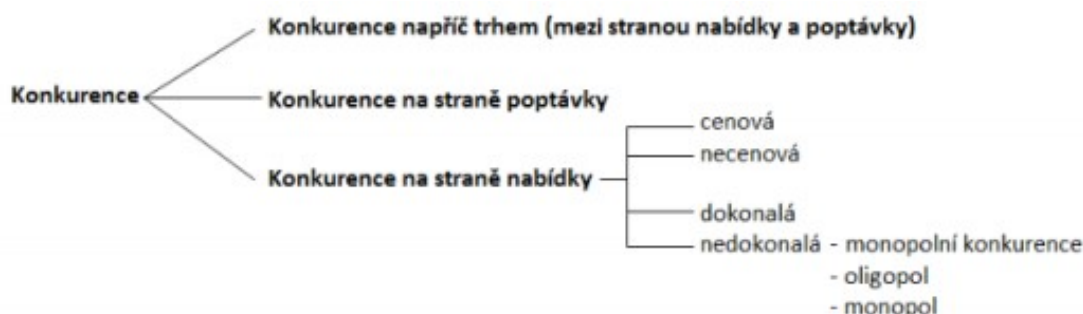 Konkurence napříč trhem (mezi stranou nabídky a poptávky)
Konkurence
Konkurence na straně poptávky
cenová
necenová
Konkurence na straně nabídky
dokonalá
nedokonalá - monopolní konkurence
- oligopol
- monopol